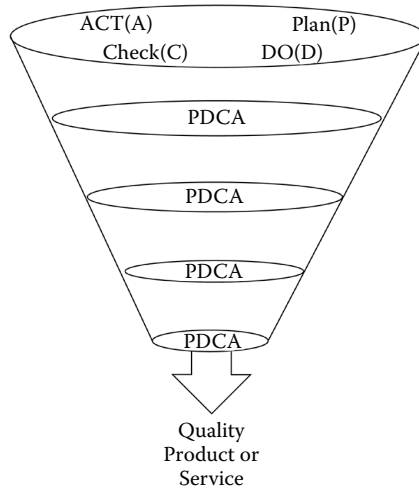 ACT(A) Plan(P)
Check(C) DO(D)
PDCA
PDCA
PDCA
PDCA
Quality
Product or
Service